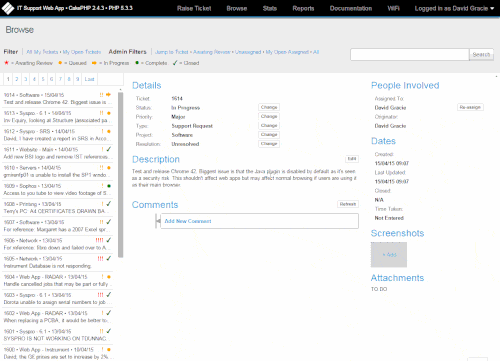 IT Support Web App • CakePHP 2.4.3 • PHP 5.3.3
Raise Ticket
Browse
Stats
Reports
Documentation
WiFi
Logged in as David Gracie
Browse
Filter
All My Tickets • My Open Tickets
Admin Filters
Jump to Ticket • Awaiting Review • Unassigned • My Open Assigned • All
Search
= Awaiting Review
= Queued
= In Progress
= Complete
= Closed
1 2 3 4 5 6 7 8 9 Last
1614 • Software • 15/04/15
Test and release Chrome 42. Biggest issue is ...
1613 • Syspro - 6.1 • 14/04/15
Inv Enquiry, looking at Structure (associated pa
1612 • Syspro - SRS • 14/04/15
David, I have created a report in SRS in Acco
1611 • Website - Main • 14/04/15
Add new BSI logo and remove IST references...
1610 • Servers • 14/04/15
is unable to install the SP1 
1609 • Sophos • 13/04/15
Access to you tube to view video footage of S
1608 • Printing • 13/04/15
Terry's PC: All CERTIFICATES DRAWN BA
1607 • Software • 13/04/15
For reference: Margaret has a 2007 Excel spre
1606 • Network • 13/04/15
For reference: fibre down and failed over to A
1605 • Network • 13/04/15
Instrument Database is not responding.
1604 • Web App - RADAR • 13/04/15
Handle cancelled jobs that may be part or fully
1603 • Syspro - 6.1 • 13/04/15
Dorota unable to assign serial numbers to job
1602 • Web App - RADAR • 13/04/15
When replacing a PCBA, it would be better to
1601 • Syspro - 6.1 • 13/04/15
SYSPRO IS NOT WORKING ON
1600 • Web App - Instrument • 10/04/15
David, the GE prices are set to increase by 2%
Details
Ticket: 1614
Status: In Progress Change
Priority: Major Change
Type: Support Request Change
Project: Software Change
Resolution: Unresolved Change
Description
Edit
Test and release Chrome 42. Biggest issue is that the Java plugin is disabled by default as it's seen
as a security risk. This shouldn't affect web apps but may affect normal browsing if users are using it
as their main browser.
Comments
Refresh
Add New Comment
People Involved
Assigned To:
David Gracie
Re-assign
Originator:
David Gracie
Dates
Created:
15/04/15 09:07
Last Updated:
15/04/15 09:07
Closed:
N/A
Time Taken:
Not Entered
Screenshots
+ Add
Attachments
TO DO